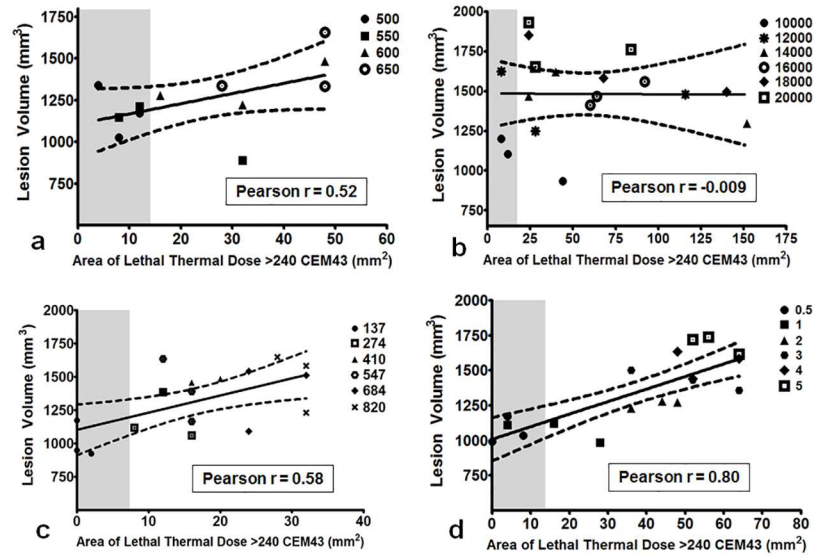 1750
1500
1250
1000
750
Lesion Volume (mm³)
500
550
600
650
Pearson r = 0.52
0 10 20 30 40 50 60
a
Area of Lethal Thermal Dose >240 CEM43 (mm²)
2000
1750
1500
1250
1000
750
Lesion Volume (mm³)
10000
12000
14000
16000
18000
20000
Pearson r = -0.009
0 25 50 75 100 125 150 175
b
Area of Lethal Thermal Dose >240 CEM43 (mm²)
2000
1750
1500
1250
1000
750
Lesion Volume (mm³)
137
274
410
547
684
820
Pearson r = 0.58
0 10 20 30 40
c
Area of Lethal Thermal Dose >240 CEM43 (mm²)
2000
1750
1500
1250
1000
750
Lesion Volume (mm³)
0.5
1
2
3
4
5
Pearson r = 0.80
0 10 20 30 40 50 60 70 80
d
Area of Lethal Thermal Dose >240 CEM43 (mm²)